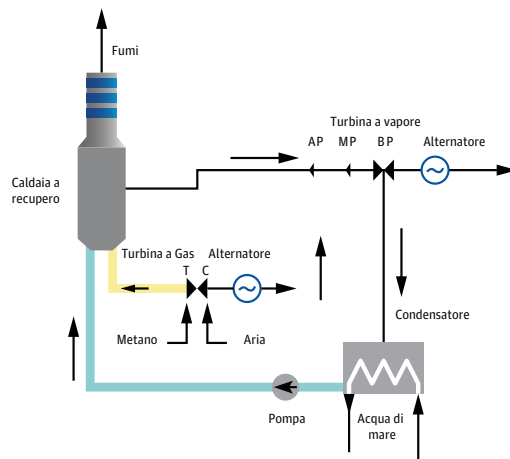 Fumi
Turbina a vapore
AP MP BP
Alternatore
Caldaia a
recupero
Turbina a Gas
Alternatore
T C
Condensatore
Metano
Aria
Pompa
Acqua di
mare